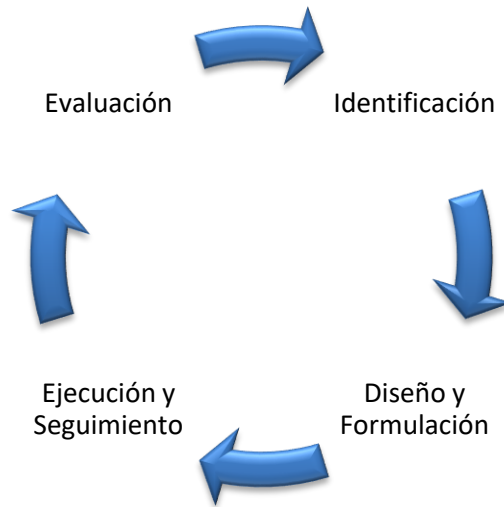 Evaluación
Identificación
Ejecución y
Seguimiento
Diseño y
Formulación